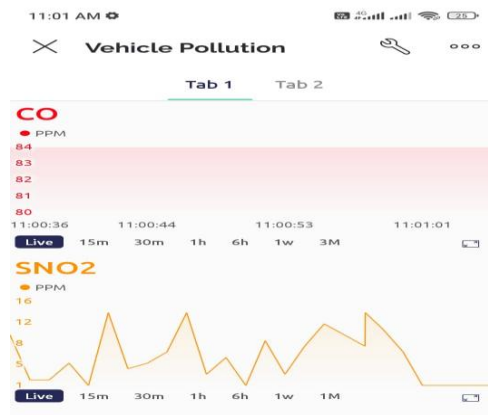 11:01 AM
4G
25
Vehicle Pollution
Tab 1 Tab 2
CO
PPM
84
83
82
81
80
11:00:36 11:00:44 11:00:53 11:01:01
Live 15m 30m 1h 6h 1w 3M
SNO2
PPM
16
12
8
5
1
Live 15m 30m 1h 6h 1w 1M